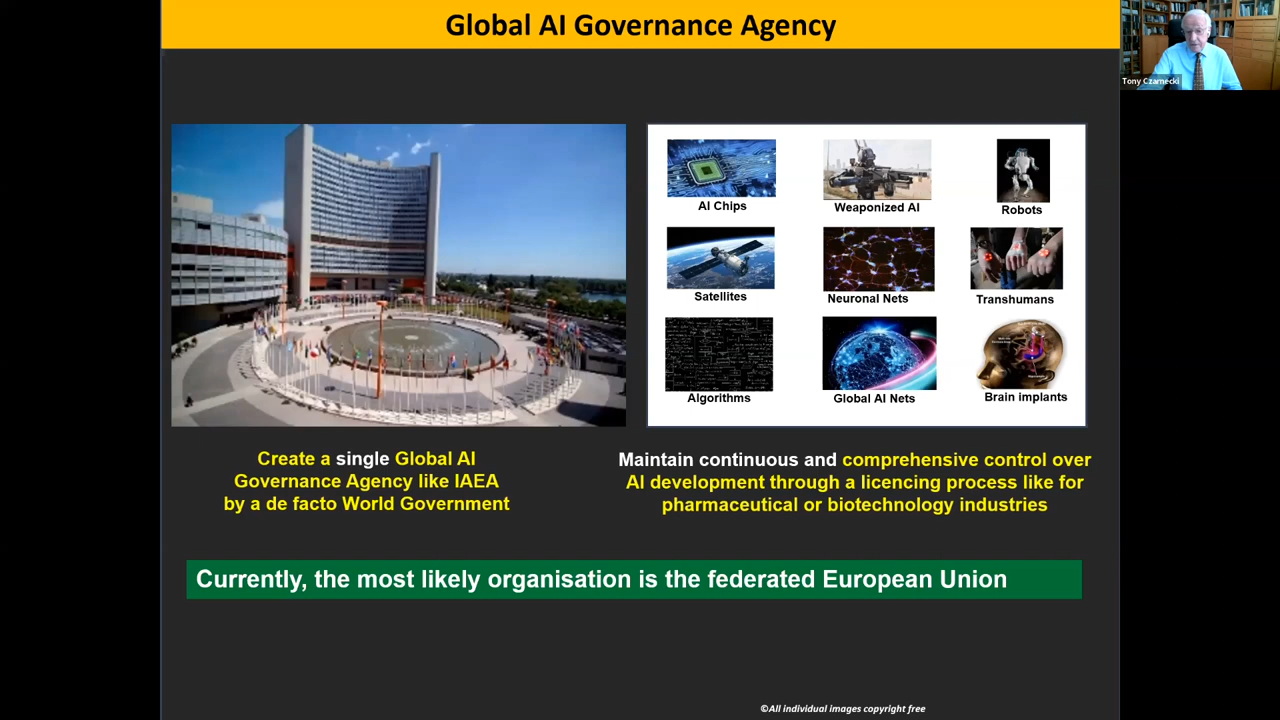 Global AI Governance Agency
Tony Czarnecki
AI Chips
Weaponized AI
Robots
Satellites
Neuronal Nets
Transhumans
Algorithms
Global AI Nets
Brain implants
Create a single Global AI
Governance Agency like IAEA
by a de facto World Government
Maintain continuous and comprehensive control over
AI development through a licencing process like for
pharmaceutical or biotechnology industries
Currently, the most likely organisation is the federated European Union
©All individual images copyright free